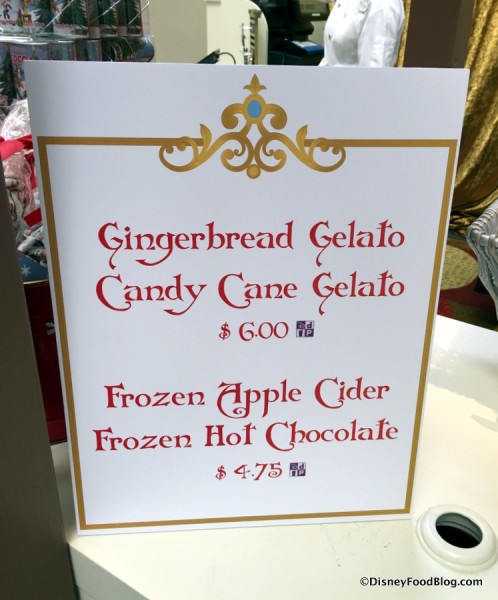 Gingerbread Gelato
Candy Cane Gelato
$ 6.00
Frozen Apple Cider
Frozen Hot Chocolate
$ 4.75
©DisneyFoodBlog.com